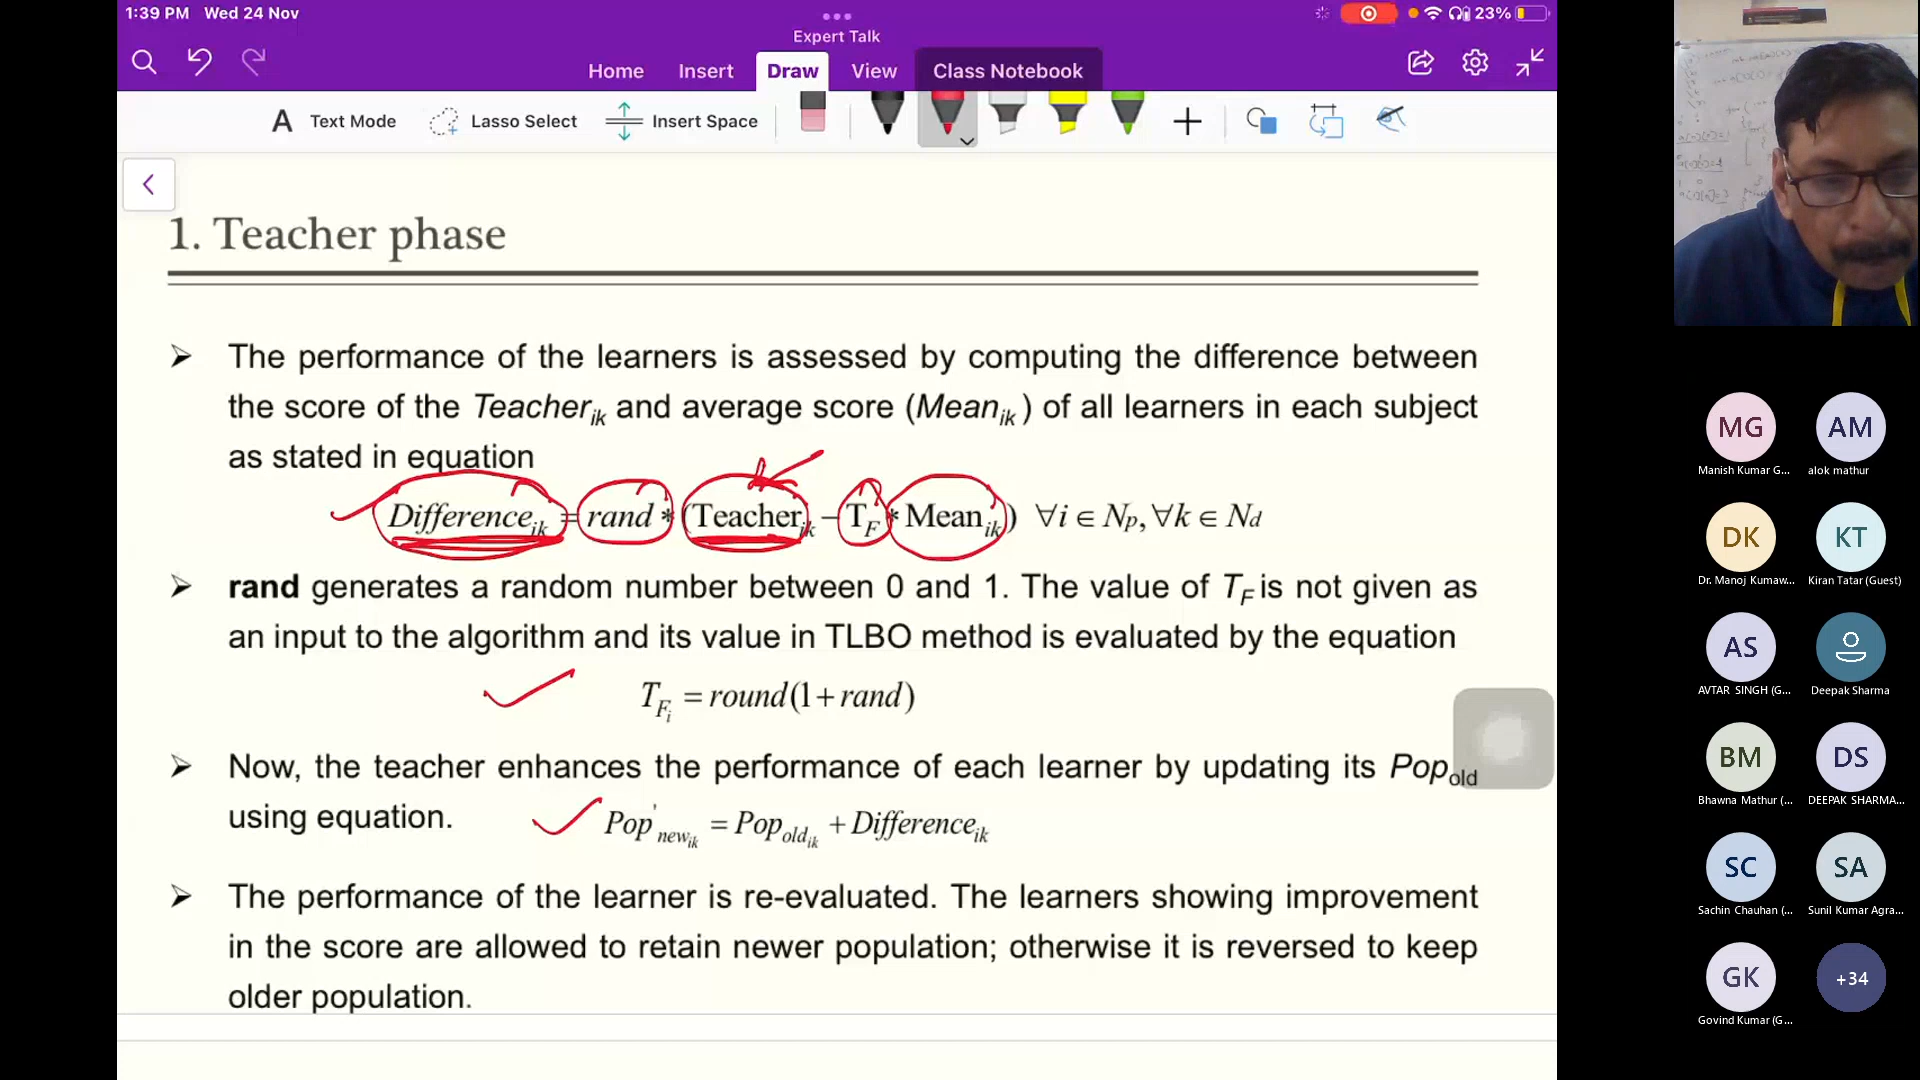 1:39 PM Wed 24 Nov
23%
Expert Talk
Home Insert Draw View Class Notebook
A Text Mode Lasso Select Insert Space
1. Teacher phase
➢ The performance of the learners is assessed by computing the difference between
the score of the Teacher_ik and average score (Mean_ik) of all learners in each subject
as stated in equation
Difference_ik = rand * (Teacher_ik − T_F * Mean_ik) ∀i ∈ N_p, ∀k ∈ N_d
➢ rand generates a random number between 0 and 1. The value of T_F is not given as
an input to the algorithm and its value in TLBO method is evaluated by the equation
T_{F_i} = round(1 + rand)
➢ Now, the teacher enhances the performance of each learner by updating its Pop_old
using equation.
Pop'_{new_ik} = Pop_{old_ik} + Difference_ik
➢ The performance of the learner is re-evaluated. The learners showing improvement
in the score are allowed to retain newer population; otherwise it is reversed to keep
older population.
MG AM
Manish Kumar G... alok mathur
DK KT
Dr. Manoj Kumaw... Kiran Tatar (Guest)
AS
AVTAR SINGH (G... Deepak Sharma
BM DS
Bhawna Mathur (... DEEPAK SHARMA...
SC SA
Sachin Chauhan (... Sunil Kumar Agra...
GK +34
Govind Kumar (G...